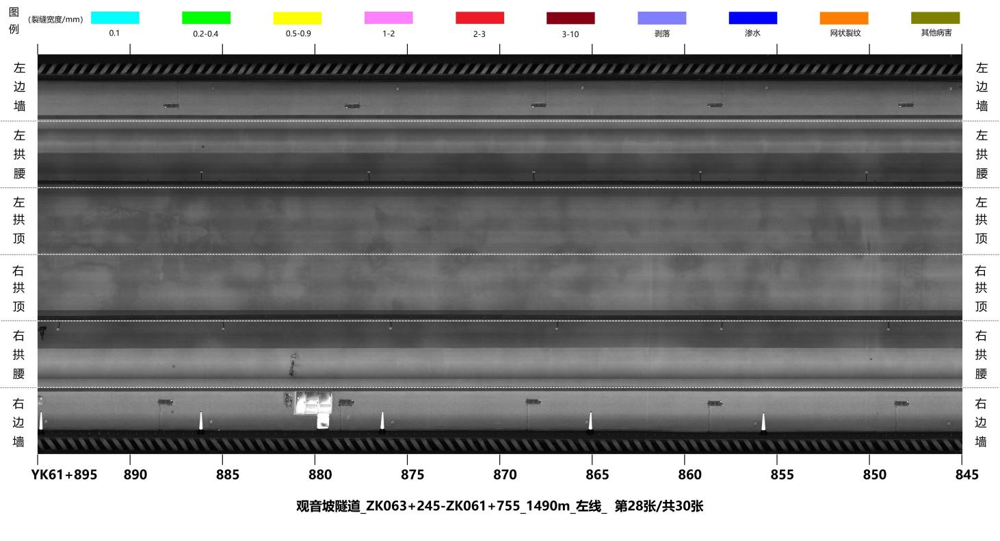 图例
(裂缝宽度/mm)
0.1
0.2-0.4
0.5-0.9
1-2
2-3
3-10
剥落
渗水
网状裂纹
其他病害
左边墙
左边墙
左拱腰
左拱腰
左拱顶
左拱顶
右拱顶
右拱顶
右拱腰
右拱腰
右边墙
右边墙
YK61+895 890 885 880 875 870 865 860 855 850 845
观音坡隧道_ZK063+245-ZK061+755_1490m_左线_ 第28张/共30张